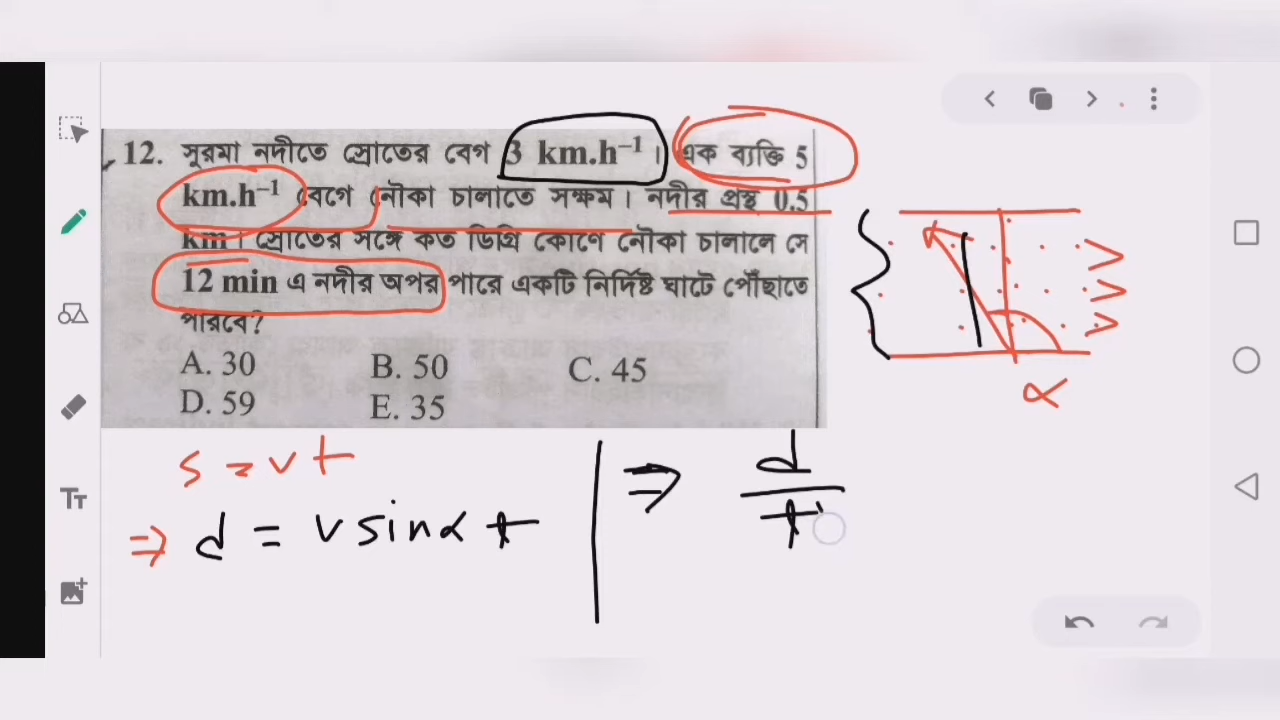 12. সুরমা নদীতে স্রোতের বেগ 3 km.h⁻¹। এক ব্যক্তি 5
km.h⁻¹ বেগে নৌকা চালাতে সক্ষম। নদীর প্রস্থ 0.5
km। স্রোতের সঙ্গে কত ডিগ্রি কোণে নৌকা চালালে সে
12 min এ নদীর অপর পারে একটি নির্দিষ্ট ঘাটে পৌঁছাতে
পারবে?
A. 30 B. 50 C. 45
D. 59 E. 35
α
s = vt
⇒ d = v sinα t
⇒ d/t
Tт